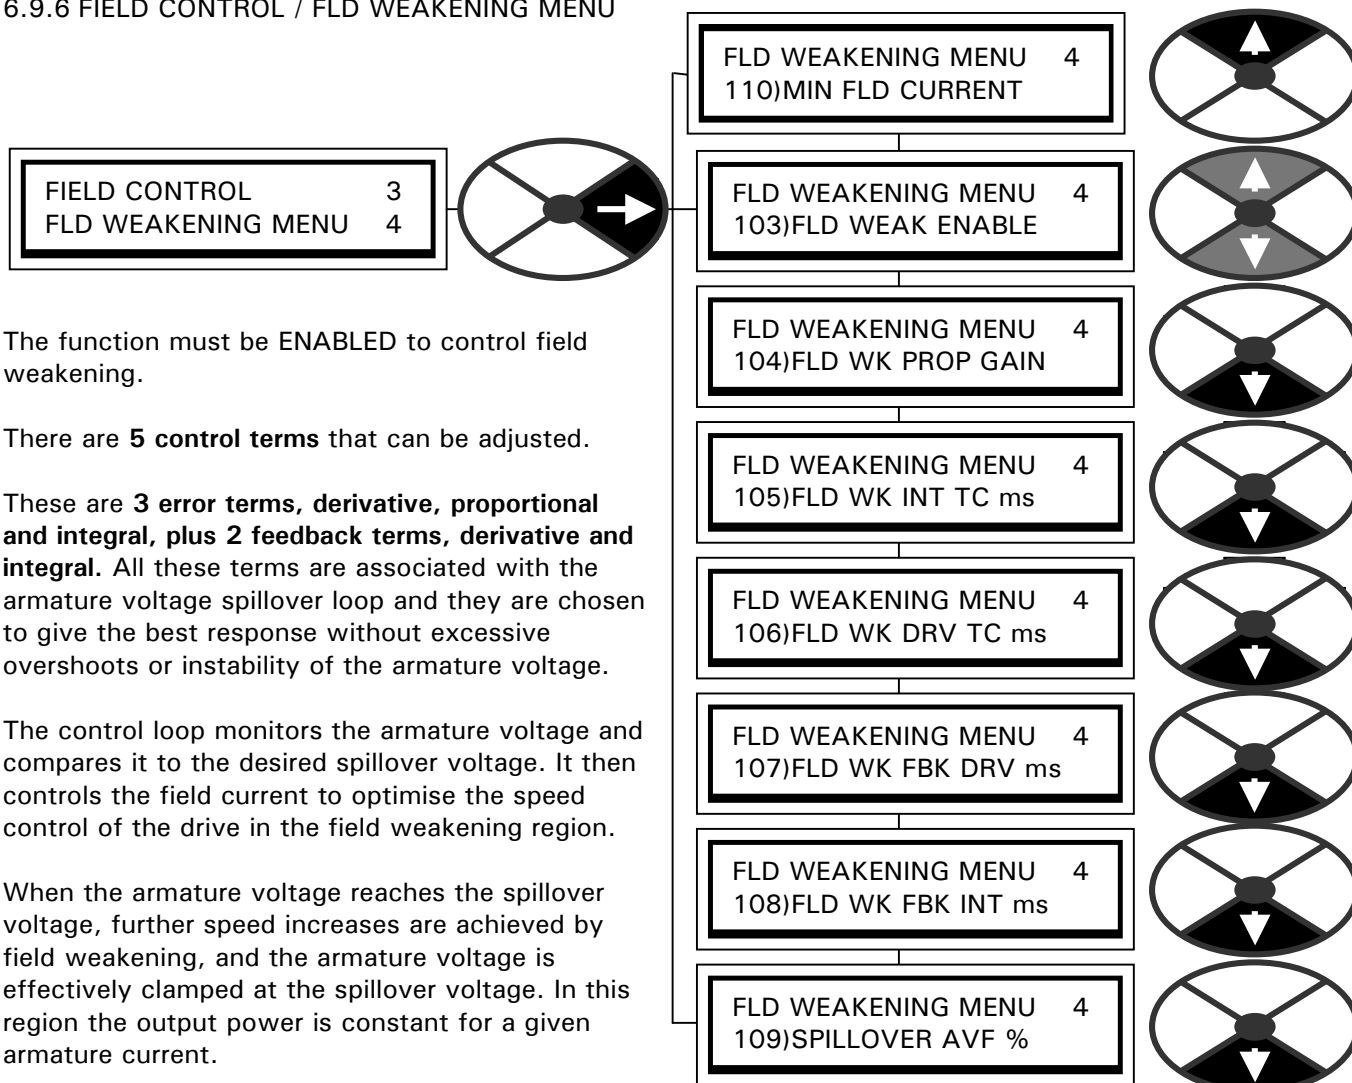 6.9.6 FIELD CONTROL / FLD WEAKENING MENU
FIELD CONTROL 3
FLD WEAKENING MENU 4
The function must be ENABLED to control field
weakening.
There are 5 control terms that can be adjusted.
These are 3 error terms, derivative, proportional
and integral, plus 2 feedback terms, derivative and
integral. All these terms are associated with the
armature voltage spillover loop and they are chosen
to give the best response without excessive
overshoots or instability of the armature voltage.
The control loop monitors the armature voltage and
compares it to the desired spillover voltage. It then
controls the field current to optimise the speed
control of the drive in the field weakening region.
When the armature voltage reaches the spillover
voltage, further speed increases are achieved by
field weakening, and the armature voltage is
effectively clamped at the spillover voltage. In this
region the output power is constant for a given
armature current.
FLD WEAKENING MENU 4
110)MIN FLD CURRENT
FLD WEAKENING MENU 4
103)FLD WEAK ENABLE
FLD WEAKENING MENU 4
104)FLD WK PROP GAIN
FLD WEAKENING MENU 4
105)FLD WK INT TC ms
FLD WEAKENING MENU 4
106)FLD WK DRV TC ms
FLD WEAKENING MENU 4
107)FLD WK FBK DRV ms
FLD WEAKENING MENU 4
108)FLD WK FBK INT ms
FLD WEAKENING MENU 4
109)SPILLOVER AVF %